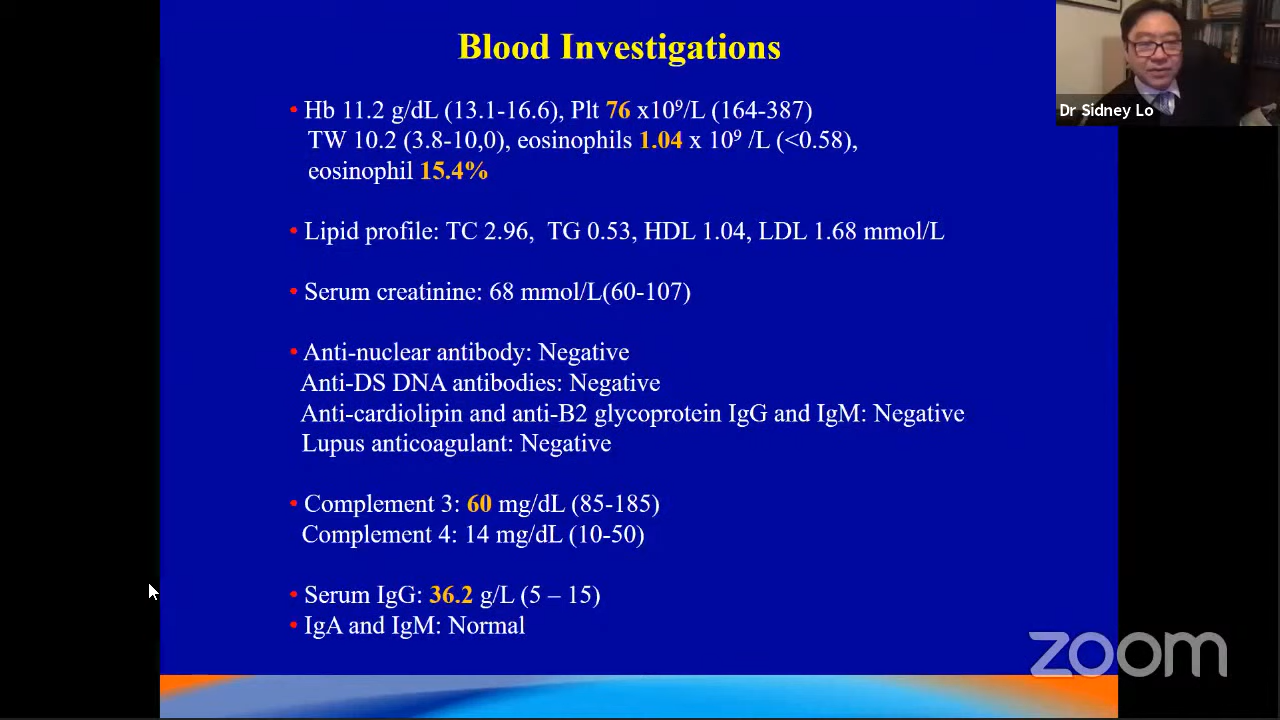 Blood Investigations
Dr Sidney Lo
• Hb 11.2 g/dL (13.1-16.6), Plt 76 x10⁹/L (164-387)
TW 10.2 (3.8-10,0), eosinophils 1.04 x 10⁹ /L (<0.58),
eosinophil 15.4%
• Lipid profile: TC 2.96, TG 0.53, HDL 1.04, LDL 1.68 mmol/L
• Serum creatinine: 68 mmol/L(60-107)
• Anti-nuclear antibody: Negative
Anti-DS DNA antibodies: Negative
Anti-cardiolipin and anti-B2 glycoprotein IgG and IgM: Negative
Lupus anticoagulant: Negative
• Complement 3: 60 mg/dL (85-185)
Complement 4: 14 mg/dL (10-50)
• Serum IgG: 36.2 g/L (5 – 15)
• IgA and IgM: Normal
zoom